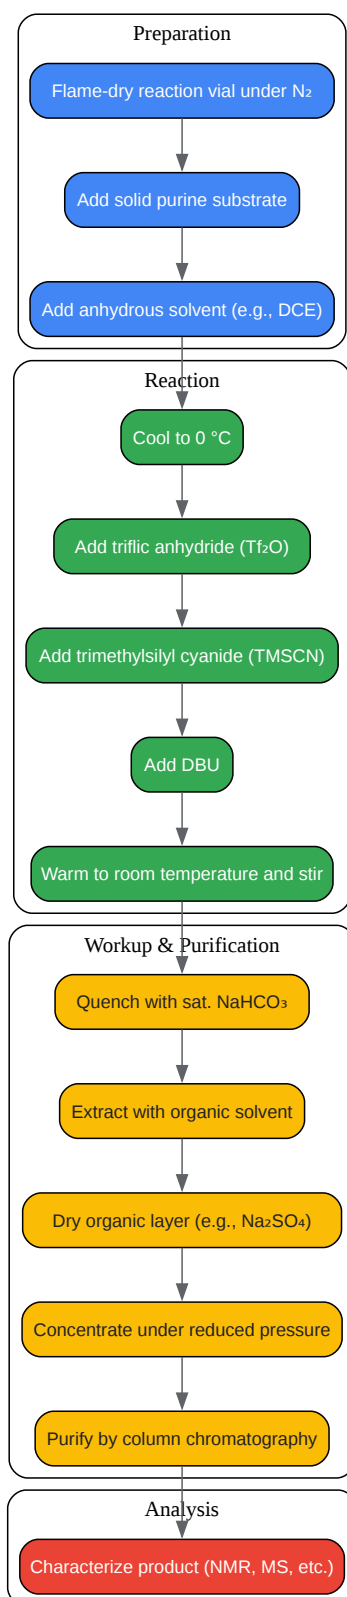 Preparation
Flame-dry reaction vial under N₂
Add solid purine substrate
Add anhydrous solvent (e.g., DCE)
Reaction
Cool to 0 °C
Add triflic anhydride (Tf₂O)
Add trimethylsilyl cyanide (TMSCN)
Add DBU
Warm to room temperature and stir
Workup & Purification
Quench with sat. NaHCO₃
Extract with organic solvent
Dry organic layer (e.g., Na₂SO₄)
Concentrate under reduced pressure
Purify by column chromatography
Analysis
Characterize product (NMR, MS, etc.)